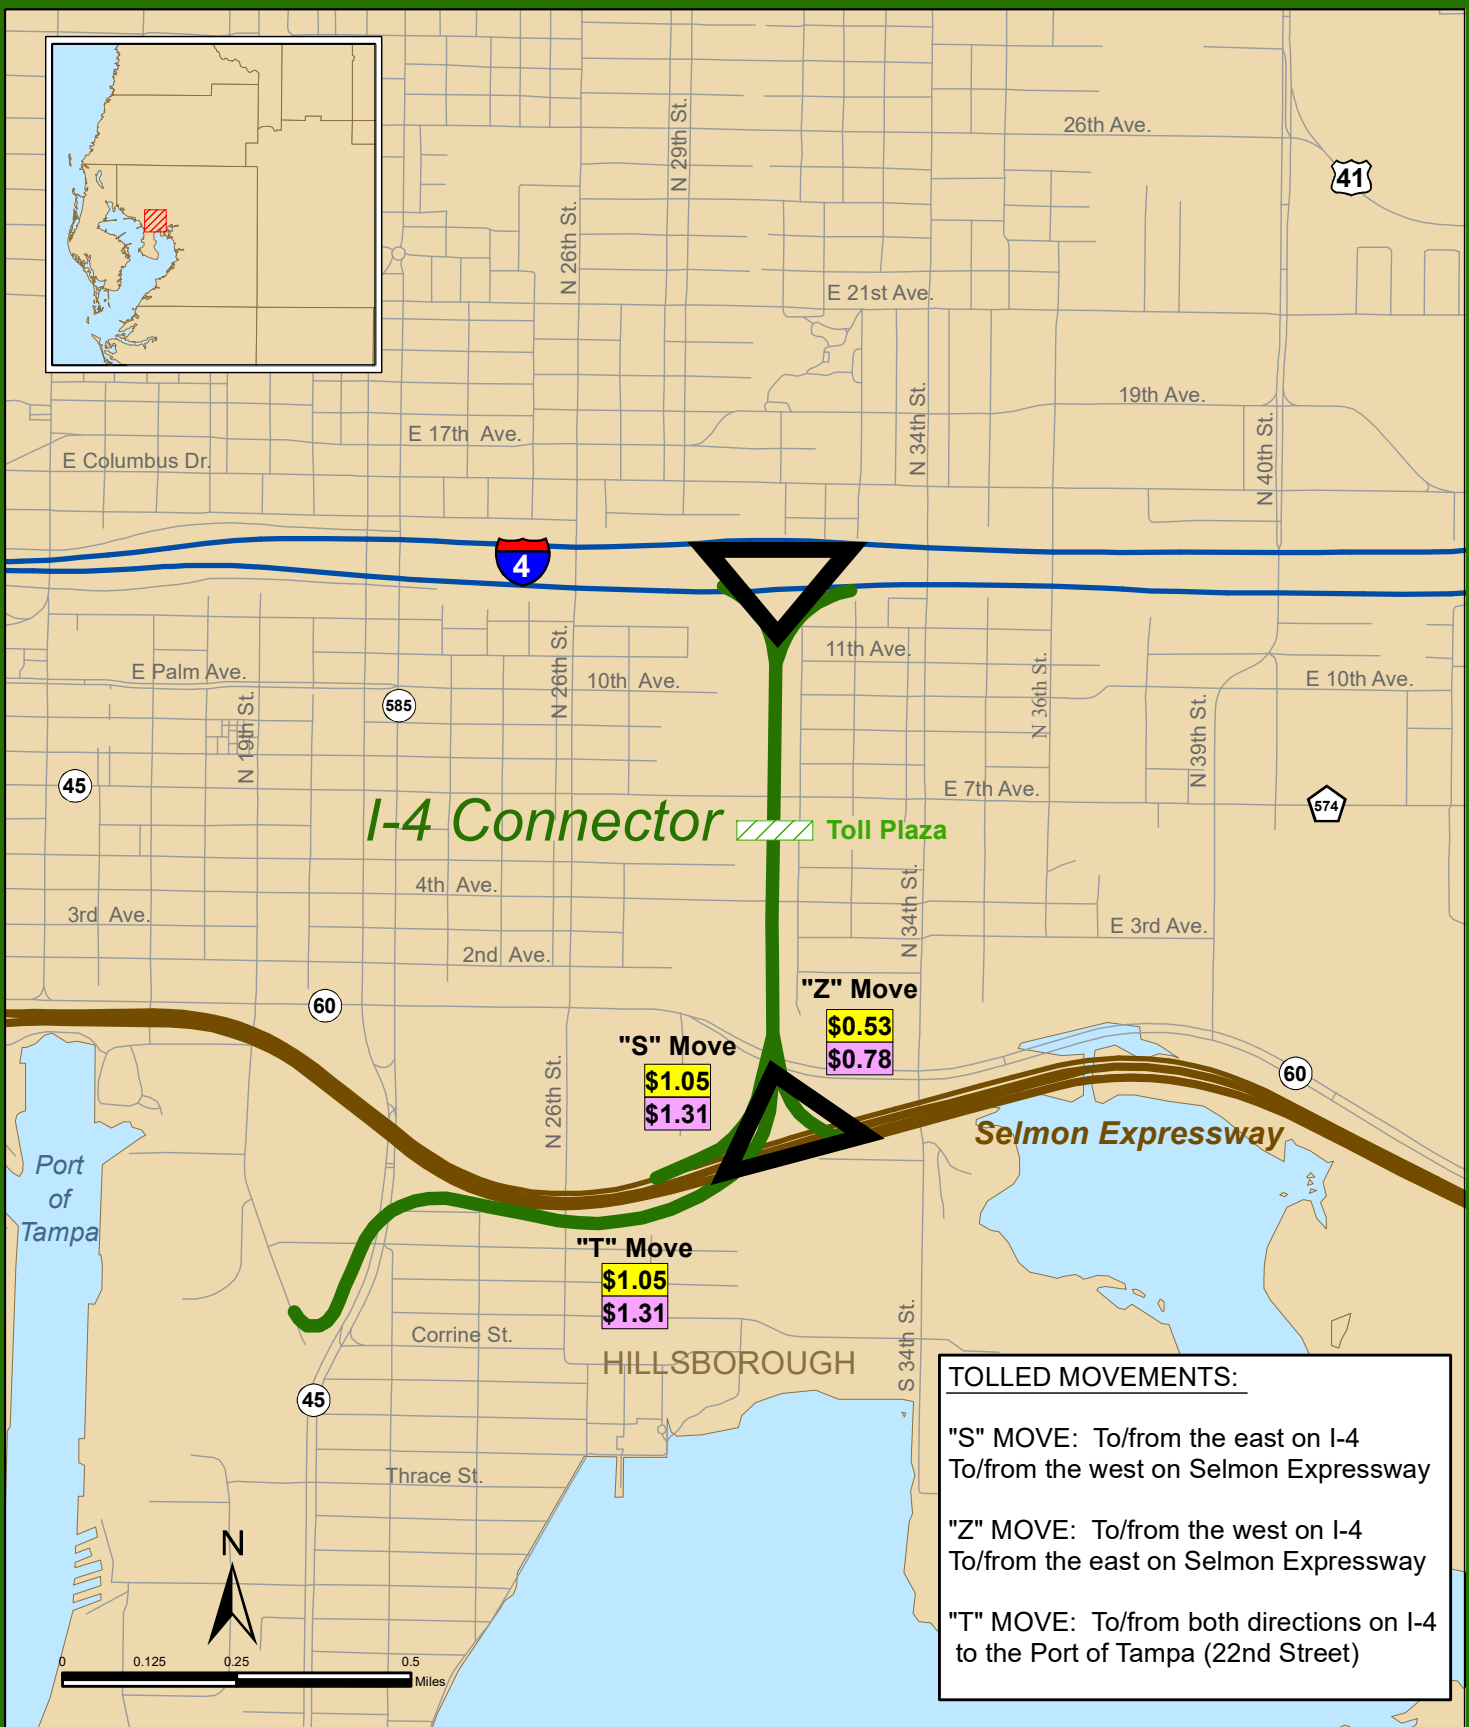 26th Ave.
N 29th St.
41
N 26th St.
E 21st Ave.
19th Ave.
N 34th St.
N 40th St.
E 17th  Ave.
E Columbus Dr.
4
11th Ave.
N 26th St.
N 36th St.
E Palm Ave.
10th  Ave.
E 10th Ave.
585
N 19th St.
N 39th St.
45
E 7th Ave.
574
I-4 Connector
Toll Plaza
4th  Ave.
N 34th St.
3rd  Ave.
E 3rd Ave.
2nd  Ave.
60
"Z" Move
$0.53
$0.78
"S" Move
$1.05
$1.31
N 26th St.
60
Selmon Expressway
Port
of
Tampa
"T" Move
$1.05
$1.31
Corrine St.
HILLSBOROUGH
S 34th St.
45
Thrace St.
TOLLED MOVEMENTS:
"S" MOVE:  To/from the east on I-4
To/from the west on Selmon Expressway
"Z" MOVE:  To/from the west on I-4
To/from the east on Selmon Expressway
"T" MOVE:  To/from both directions on I-4
to the Port of Tampa (22nd Street)
N
0 0.125 0.25 0.5
Miles